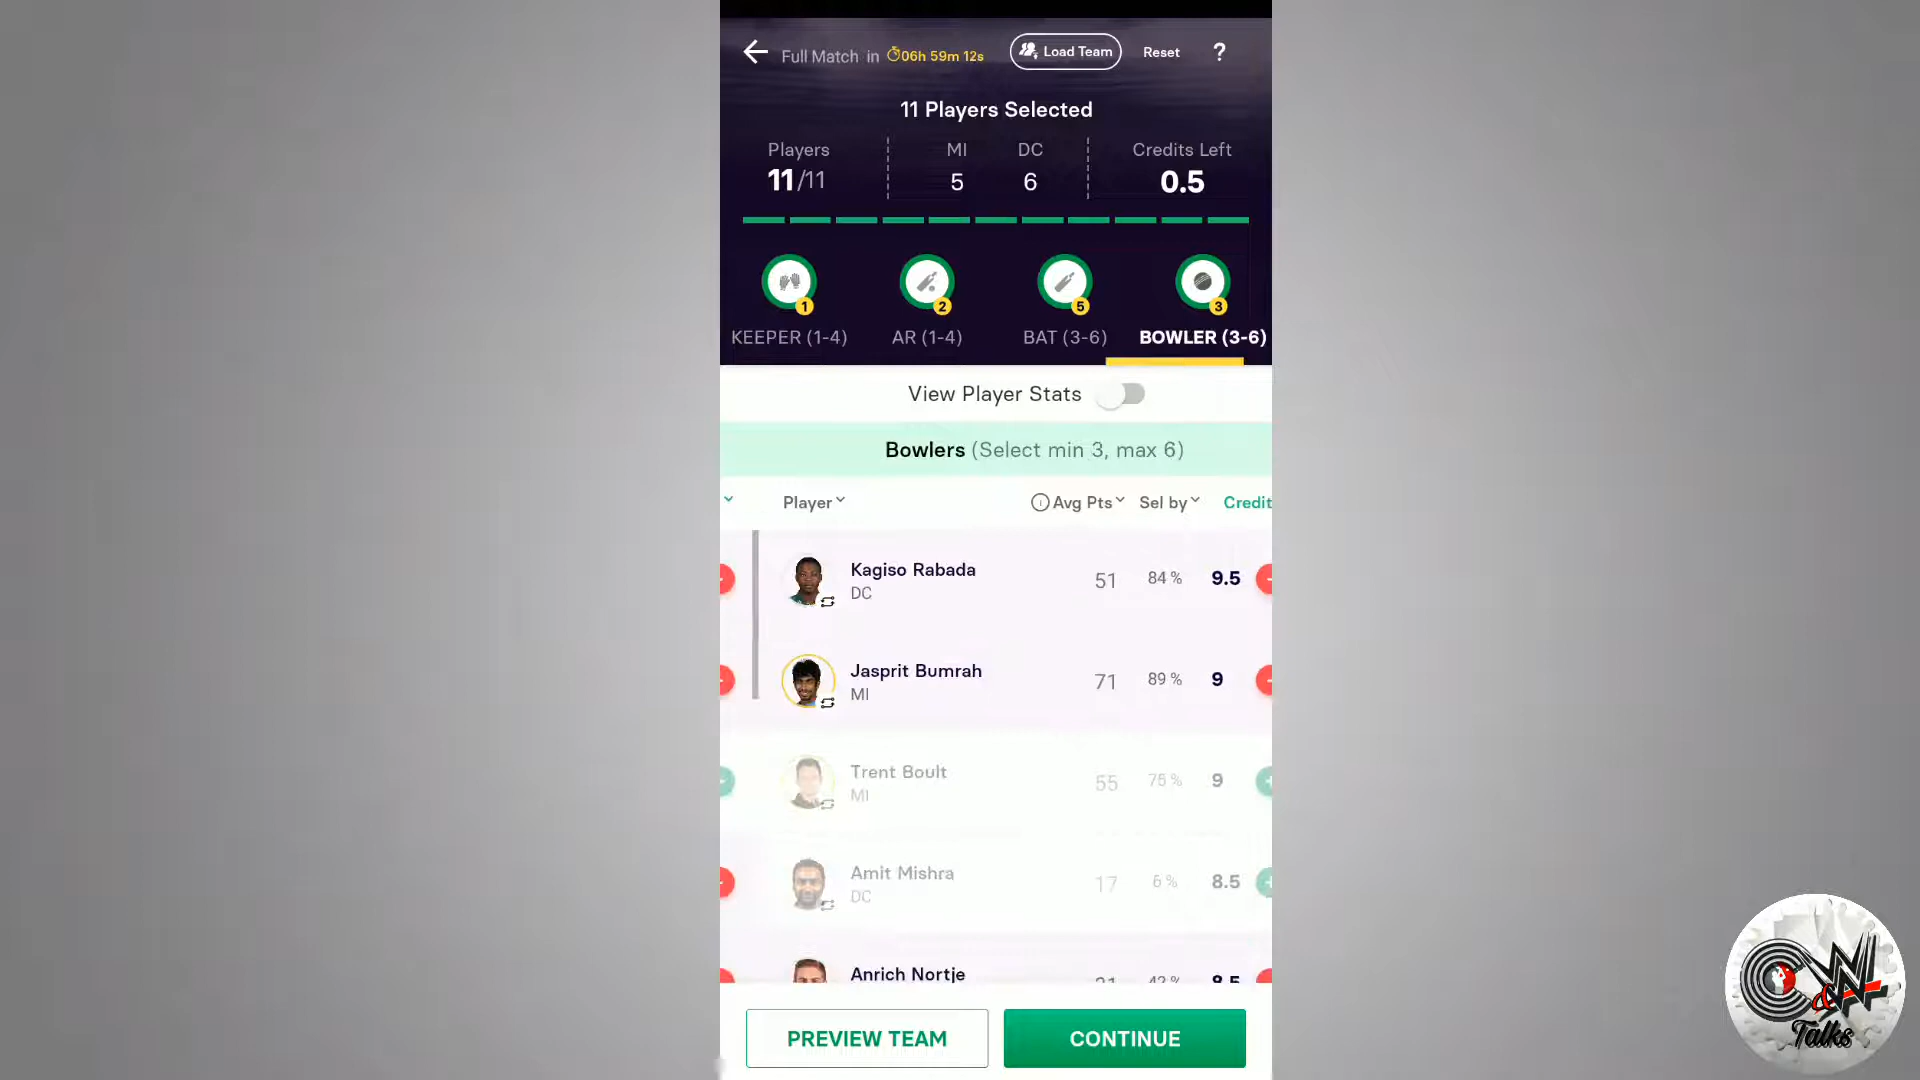 Full Match in 06h 59m 12s
Load Team
Reset
?
11 Players Selected
Players
MI
DC
Credits Left
11/11
5
6
0.5
1
2
5
3
KEEPER (1-4)
AR (1-4)
BAT (3-6)
BOWLER (3-6)
View Player Stats
Bowlers (Select min 3, max 6)
Player
Avg Pts
Sel by
Credit
Kagiso Rabada
DC
51
84 %
9.5
Jasprit Bumrah
MI
71
89 %
9
Trent Boult
MI
55
75 %
9
Amit Mishra
DC
17
6 %
8.5
Anrich Nortje
42 %
8.5
PREVIEW TEAM
CONTINUE
C&W
Talks